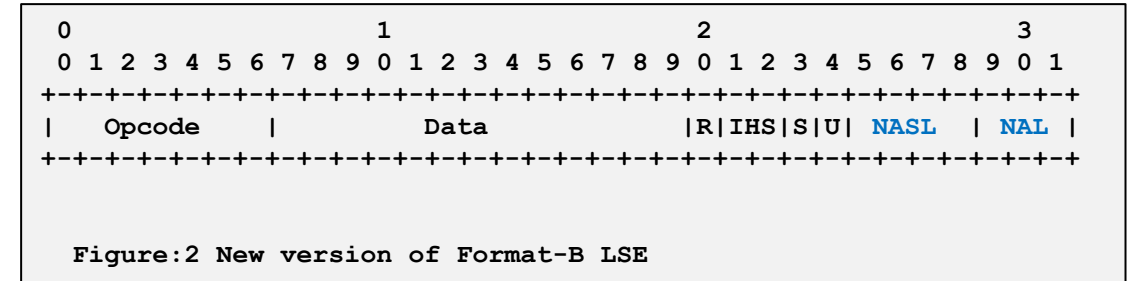 0                   1                   2                   3
 0 1 2 3 4 5 6 7 8 9 0 1 2 3 4 5 6 7 8 9 0 1 2 3 4 5 6 7 8 9 0 1
+-+-+-+-+-+-+-+-+-+-+-+-+-+-+-+-+-+-+-+-+-+-+-+-+-+-+-+-+-+-+-+-+
|   Opcode    |         Data            |R|IHS|S|U| NASL  | NAL |
+-+-+-+-+-+-+-+-+-+-+-+-+-+-+-+-+-+-+-+-+-+-+-+-+-+-+-+-+-+-+-+-+
Figure:2 New version of Format-B LSE